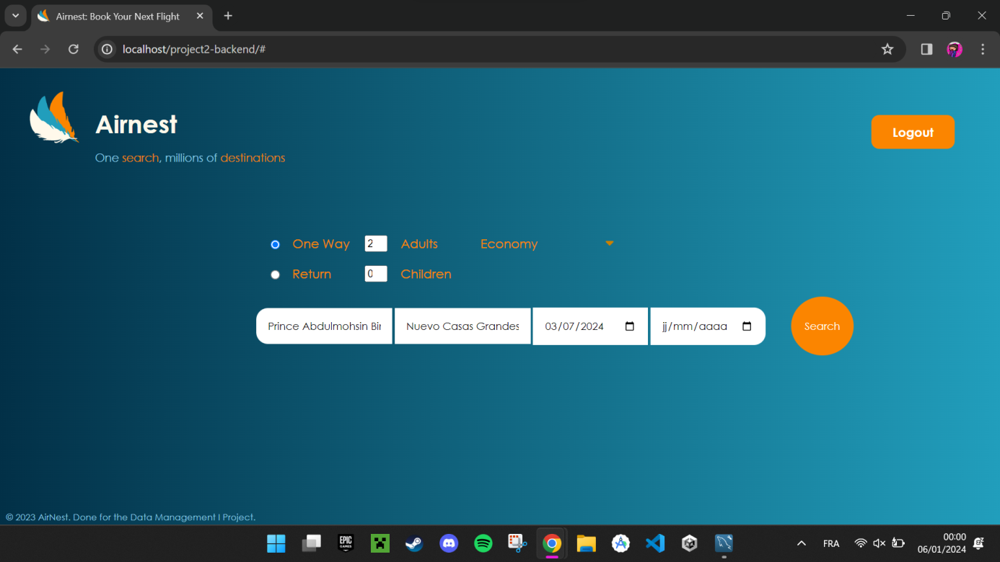 Airnest: Book Your Next Flight
localhost/project2-backend/#
Airnest
One search, millions of destinations
Logout
One Way 2 Adults Economy
Return 0 Children
Prince Abdulmohsin Bin Nuevo Casas Grandes 03/07/2024 jj/mm/aaaa Search
© 2023 AirNest. Done for the Data Management I Project.
EPIC
GAMES
FRA
00:00
06/01/2024